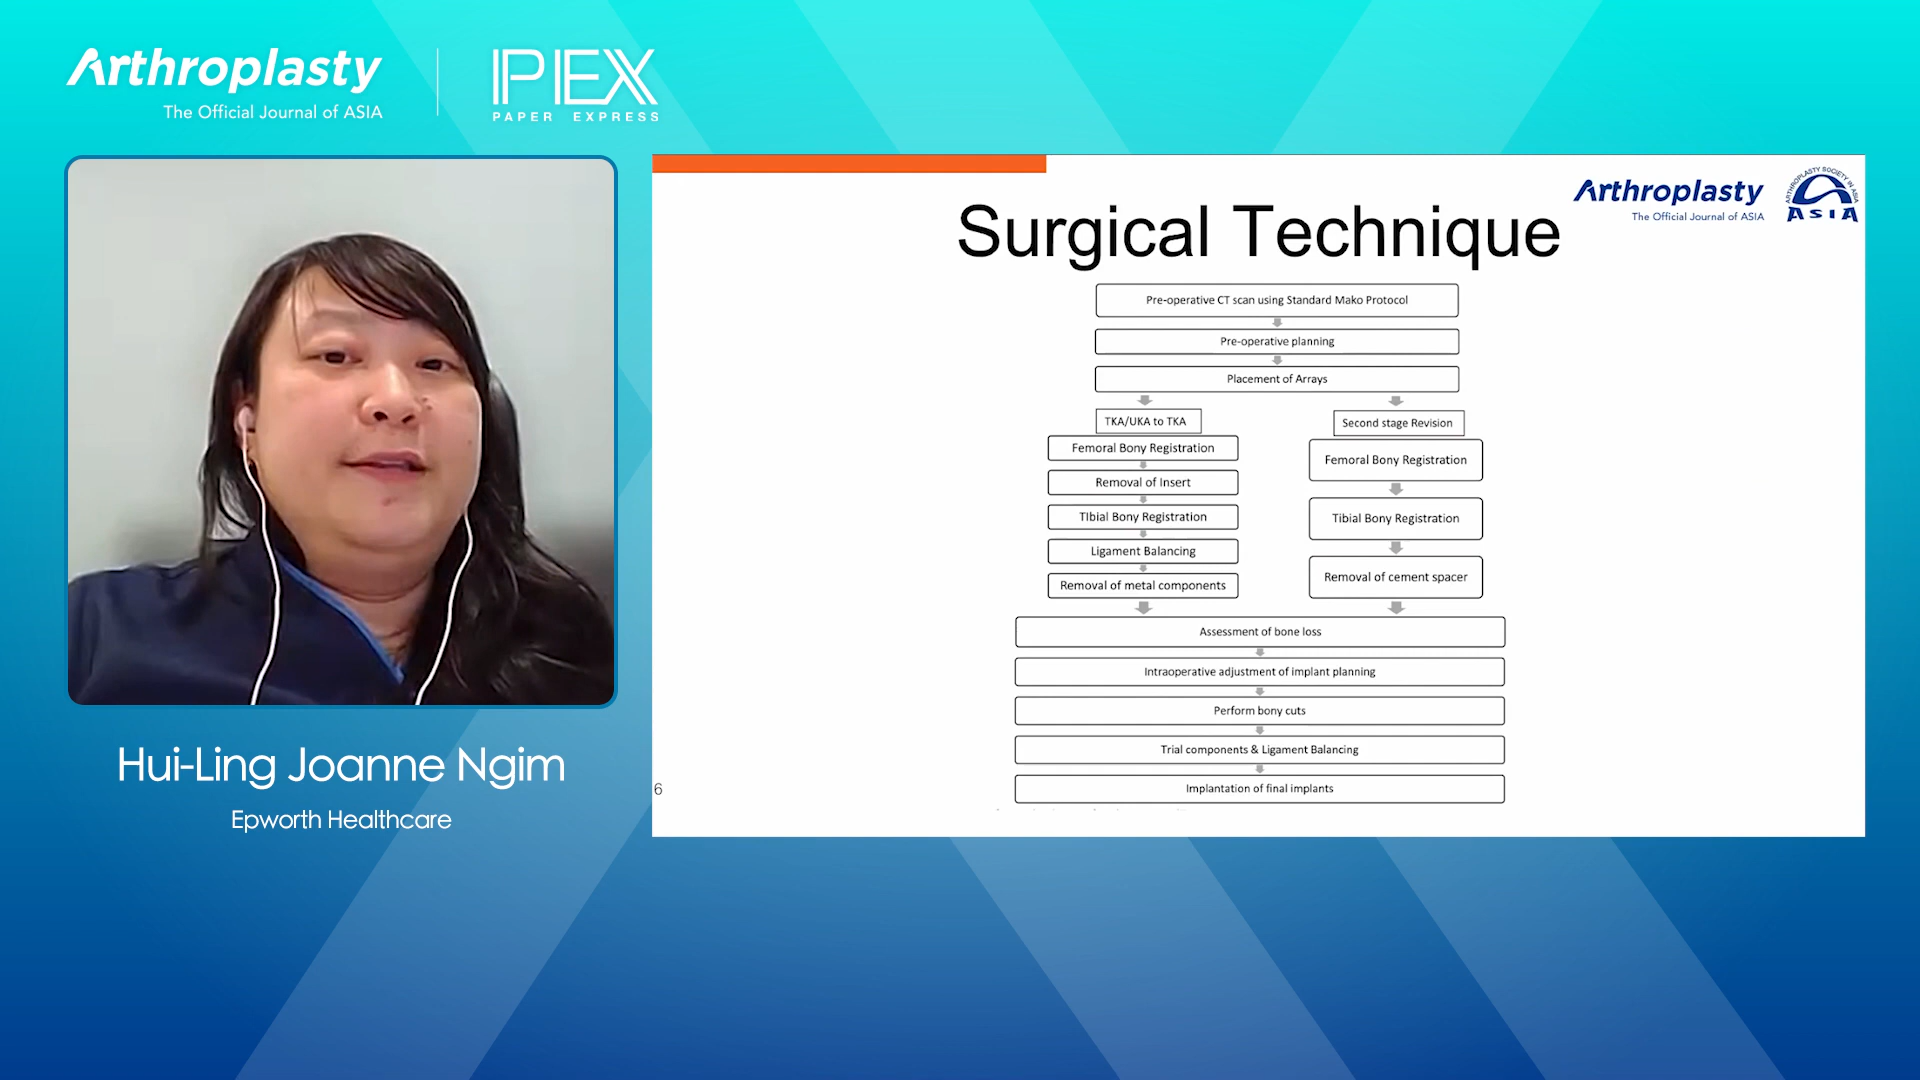 Arthroplasty
The Official Journal of ASIA
IPEX
PAPER EXPRESS
Hui-Ling Joanne Ngim
Epworth Healthcare
Arthroplasty
The Official Journal of ASIA
ARTHROPLASTY SOCIETY IN ASIA
ASIA
Surgical Technique
Pre-operative CT scan using Standard Mako Protocol
Pre-operative planning
Placement of Arrays
TKA/UKA to TKA
Femoral Bony Registration
Removal of Insert
TIbial Bony Registration
Ligament Balancing
Removal of metal components
Second stage Revision
Femoral Bony Registration
Tibial Bony Registration
Removal of cement spacer
Assessment of bone loss
Intraoperative adjustment of implant planning
Perform bony cuts
Trial components & Ligament Balancing
Implantation of final implants
6